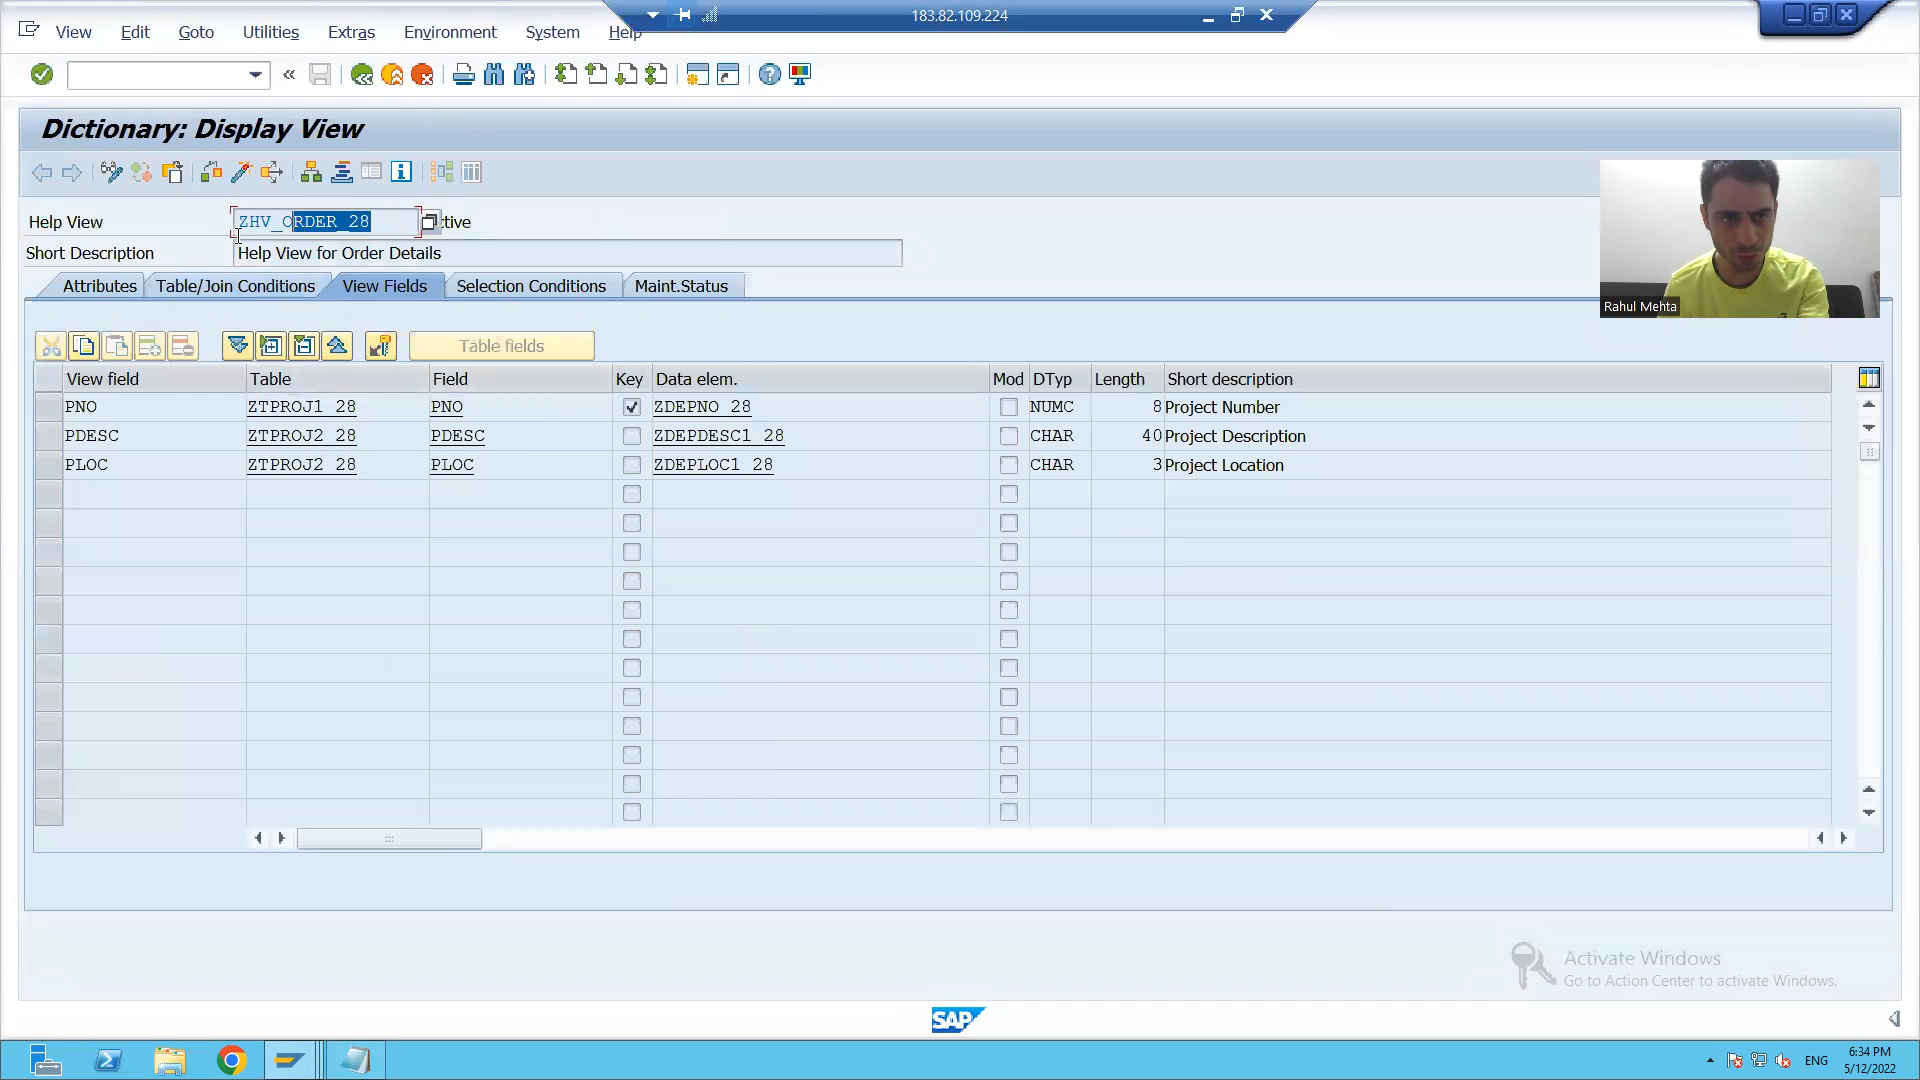 183.82.109.224
View Edit Goto Utilities Extras Environment System Help
Dictionary: Display View
Help View ZHV_ORDER_28 ctive
Short Description Help View for Order Details
Attributes Table/Join Conditions View Fields Selection Conditions Maint.Status
Rahul Mehta
Table fields
View field Table Field Key Data elem. Mod DTyp Length Short description
PNO ZTPROJ1_28 PNO ZDEPNO_28 NUMC 8 Project Number
PDESC ZTPROJ2_28 PDESC ZDEPDESC1_28 CHAR 40 Project Description
PLOC ZTPROJ2_28 PLOC ZDEPLOC1_28 CHAR 3 Project Location
Activate Windows
Go to Action Center to activate Windows.
SAP
ENG 6:34 PM
5/12/2022